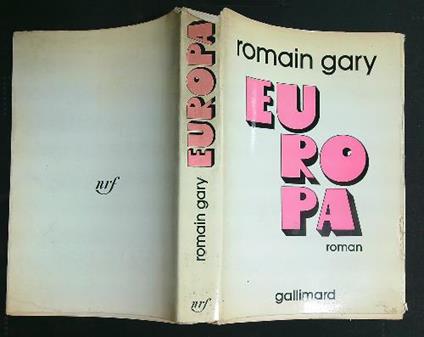 nrf
EUROPA
romain gary
nrf
romain gary
EU
RO
PA
roman
gallimard